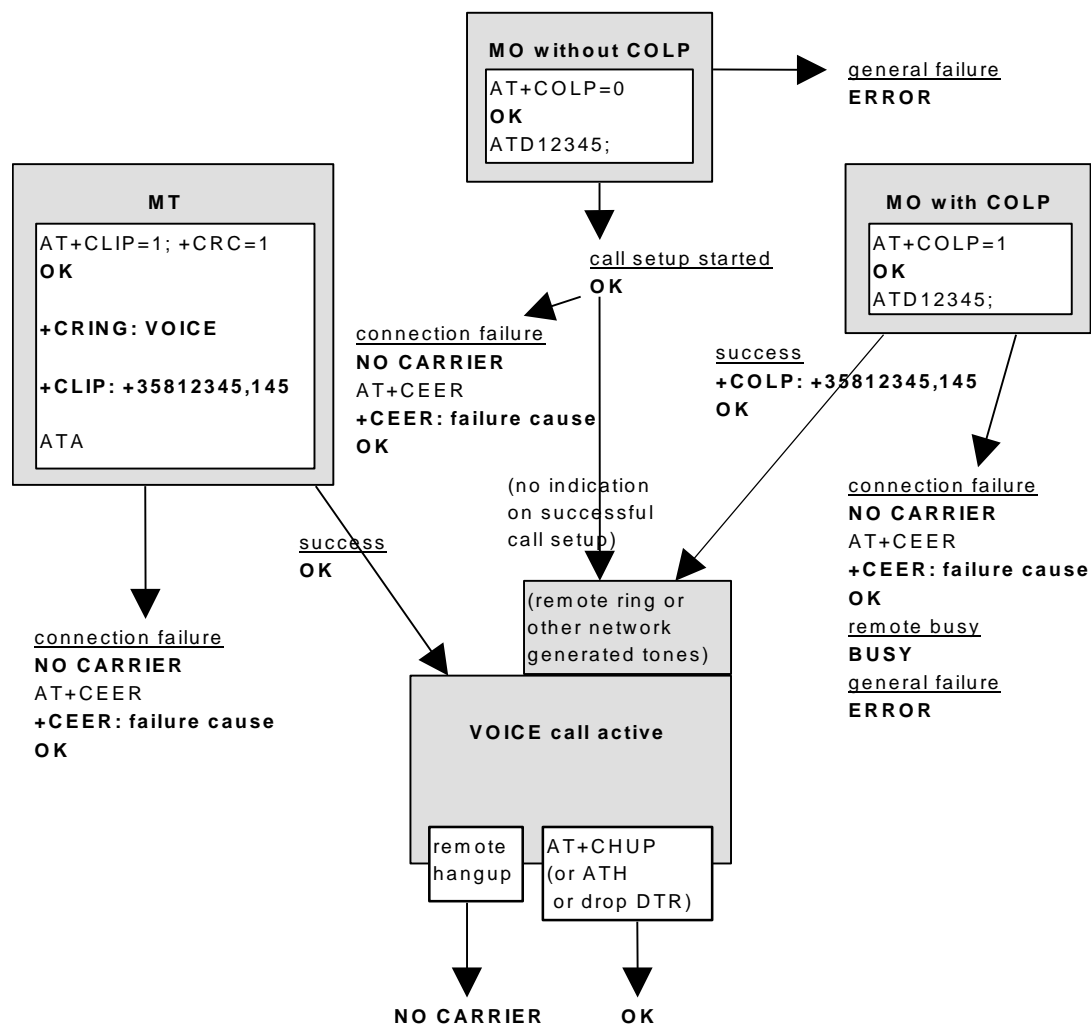 MO without COLP
AT+COLP=0
OK
ATD12345;
general failure
ERROR
MT
AT+CLIP=1; +CRC=1
OK
+CRING: VOICE
+CLIP: +35812345,145
ATA
MO with COLP
AT+COLP=1
OK
ATD12345;
call setup started
OK
connection failure
NO CARRIER
AT+CEER
+CEER: failure cause
OK
success
+COLP: +35812345,145
OK
(no indication
on successful
call setup)
connection failure
NO CARRIER
AT+CEER
+CEER: failure cause
OK
remote busy
BUSY
general failure
ERROR
success
OK
connection failure
NO CARRIER
AT+CEER
+CEER: failure cause
OK
(remote ring or
other network
generated tones)
VOICE call active
remote
hangup
AT+CHUP
(or ATH
or drop DTR)
NO CARRIER
OK